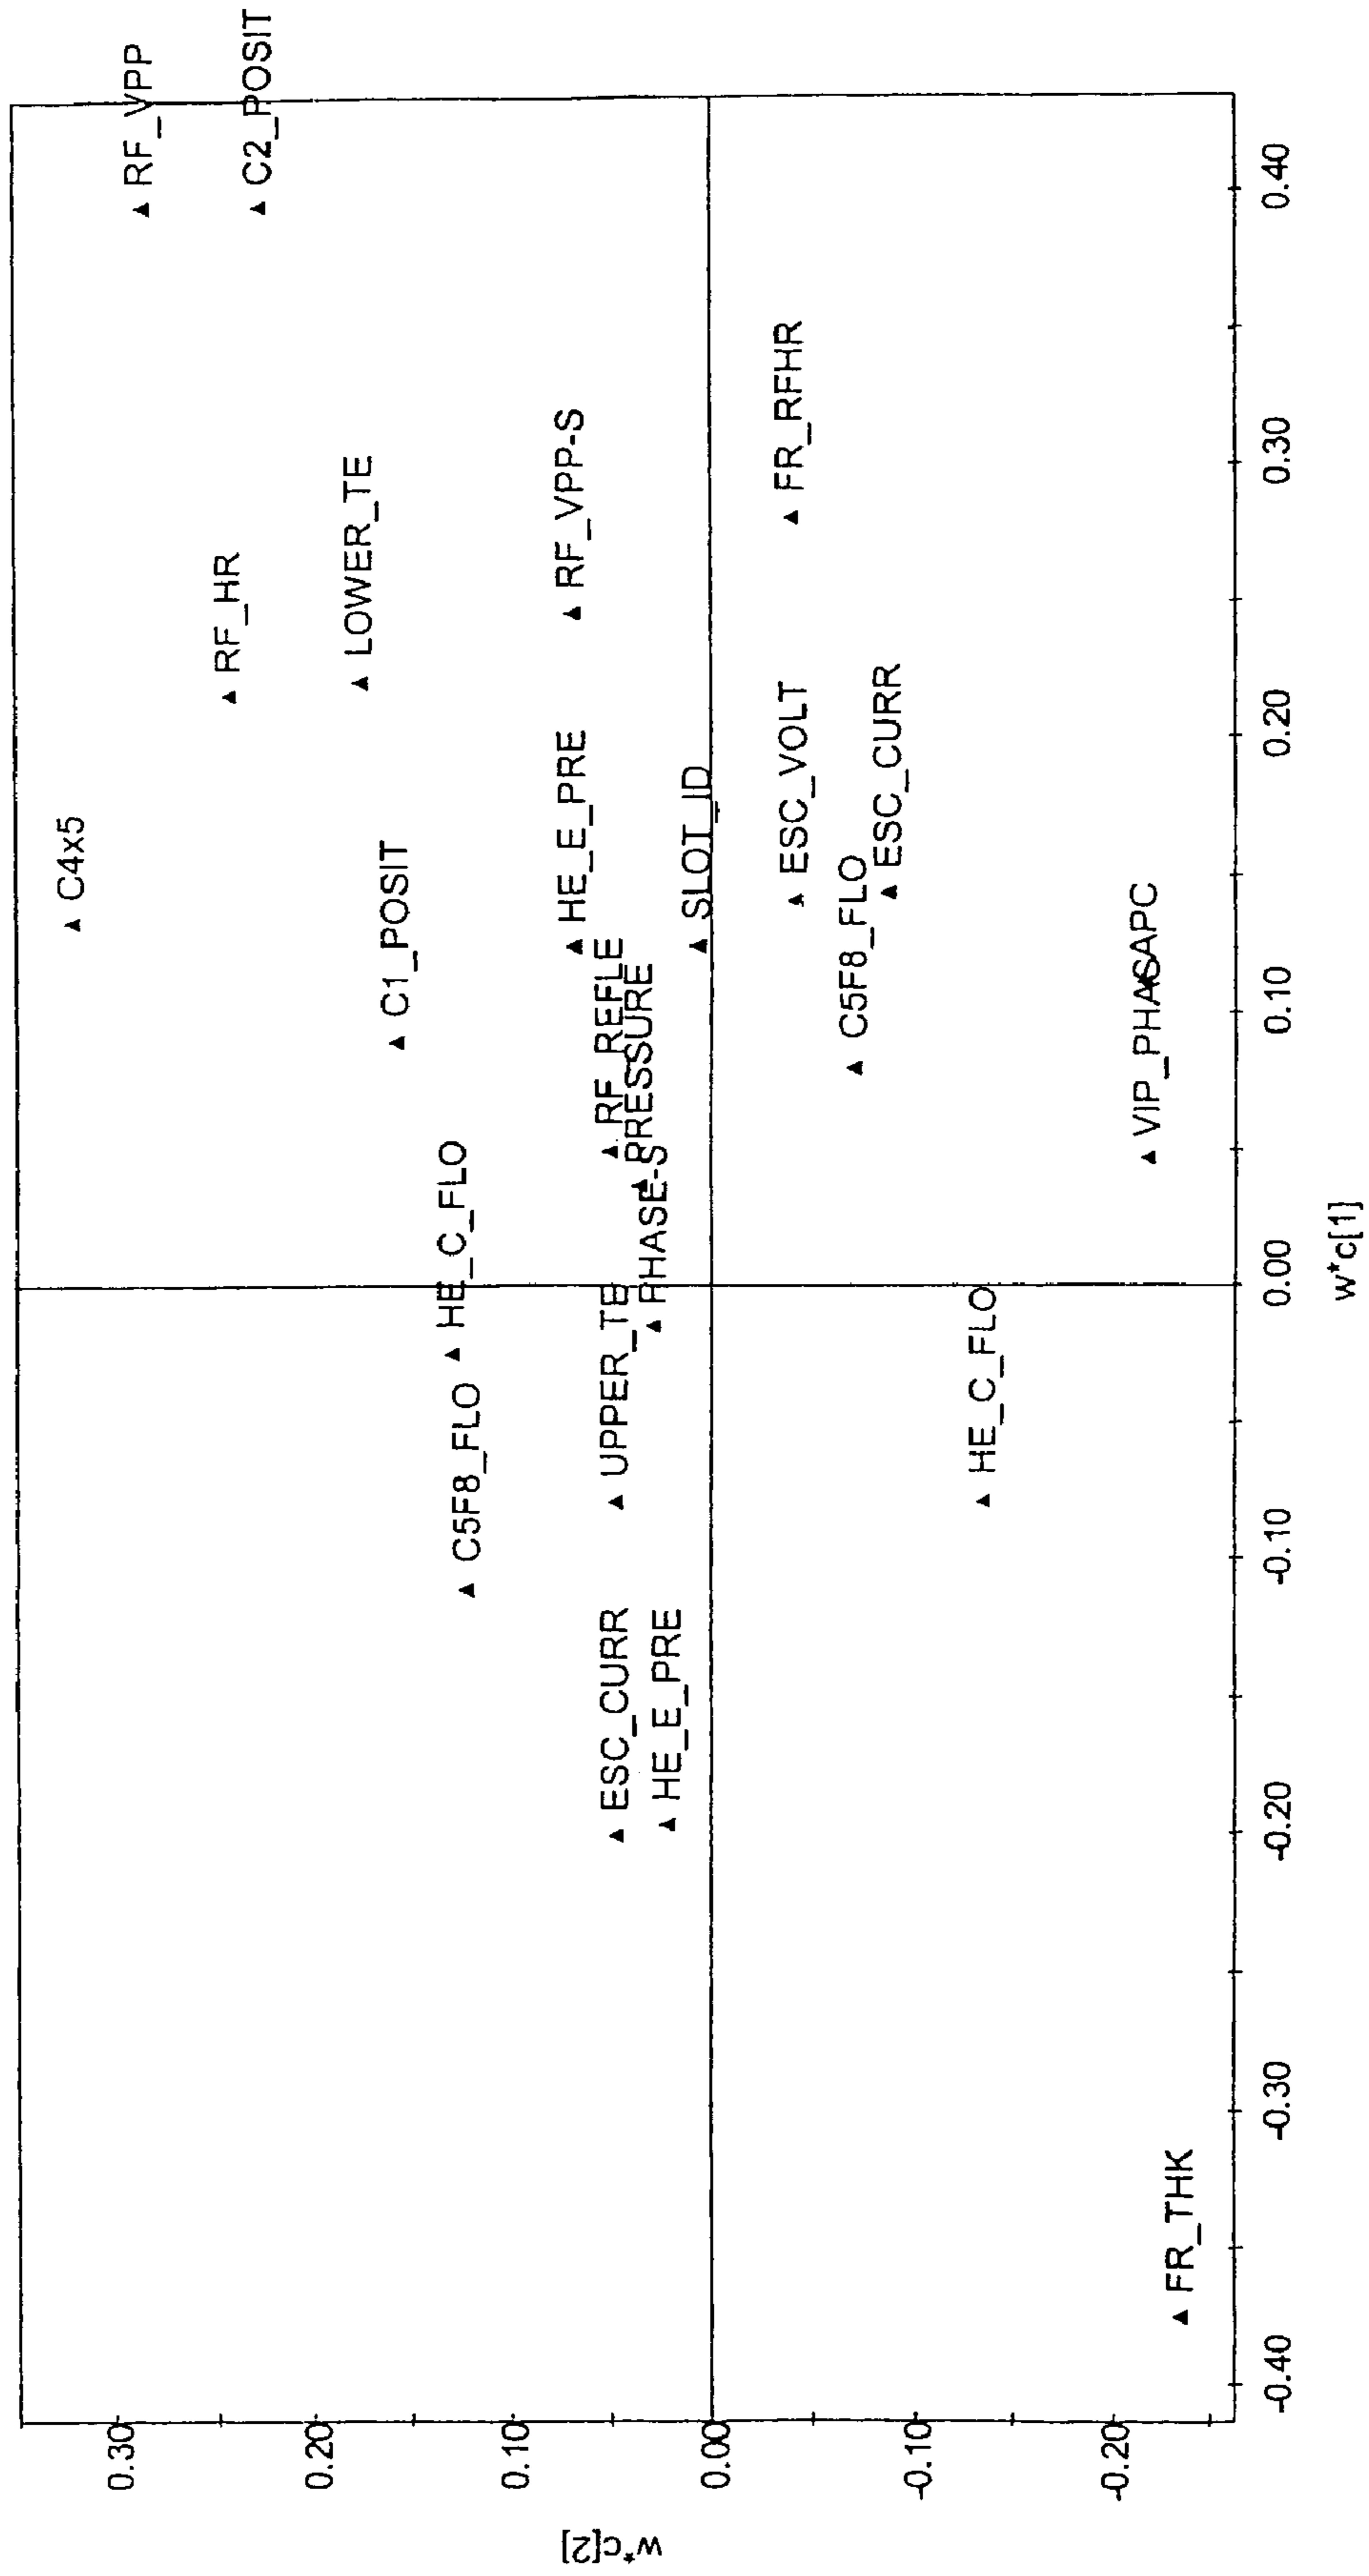 w*c[2]
0.30
0.20
0.10
0.00
-0.10
-0.20
RF_VPP
C2_POSIT
C4x5
RF_HR
LOWER_TE
C1_POSIT
HE_C_FLO
C5F8_FLO
RF_VPP-S
HE_E_PRE
RF_REFLE
PRESSURE
PHASE-S
UPPER_TE
ESC_CURR
HE_E_PRE
SLOT_ID
FR_RFHR
ESC_VOLT
C5F8_FLO
ESC_CURR
HE_C_FLO
VIP_PHAS
APC
FR_THK
-0.40
-0.30
-0.20
-0.10
0.00
0.10
0.20
0.30
0.40
w*c[1]